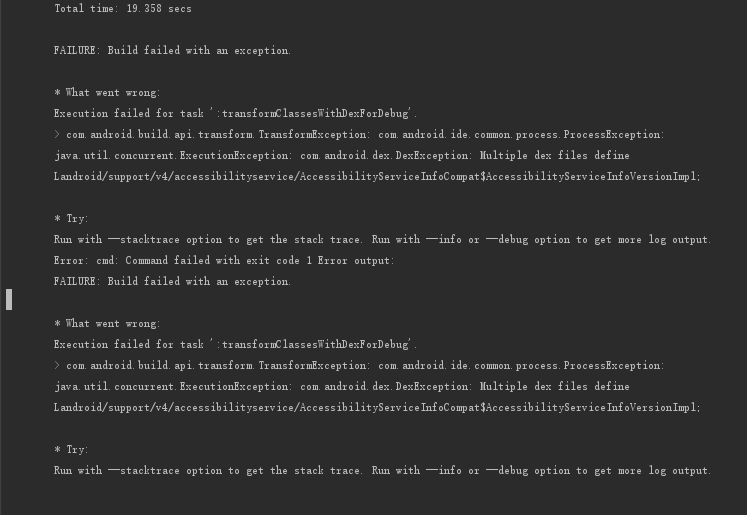 Total time: 19.358 secs
FAILURE: Build failed with an exception.
* What went wrong:
Execution failed for task ':transformClassesWithDexForDebug'.
> com.android.build.api.transform.TransformException: com.android.ide.common.process.ProcessException:
java.util.concurrent.ExecutionException: com.android.dex.DexException: Multiple dex files define
Landroid/support/v4/accessibilityservice/AccessibilityServiceInfoCompat$AccessibilityServiceInfoVersionImpl;
* Try:
Run with --stacktrace option to get the stack trace. Run with --info or --debug option to get more log output.
Error: cmd: Command failed with exit code 1 Error output:
FAILURE: Build failed with an exception.
* What went wrong:
Execution failed for task ':transformClassesWithDexForDebug'.
> com.android.build.api.transform.TransformException: com.android.ide.common.process.ProcessException:
java.util.concurrent.ExecutionException: com.android.dex.DexException: Multiple dex files define
Landroid/support/v4/accessibilityservice/AccessibilityServiceInfoCompat$AccessibilityServiceInfoVersionImpl;
* Try:
Run with --stacktrace option to get the stack trace. Run with --info or --debug option to get more log output.